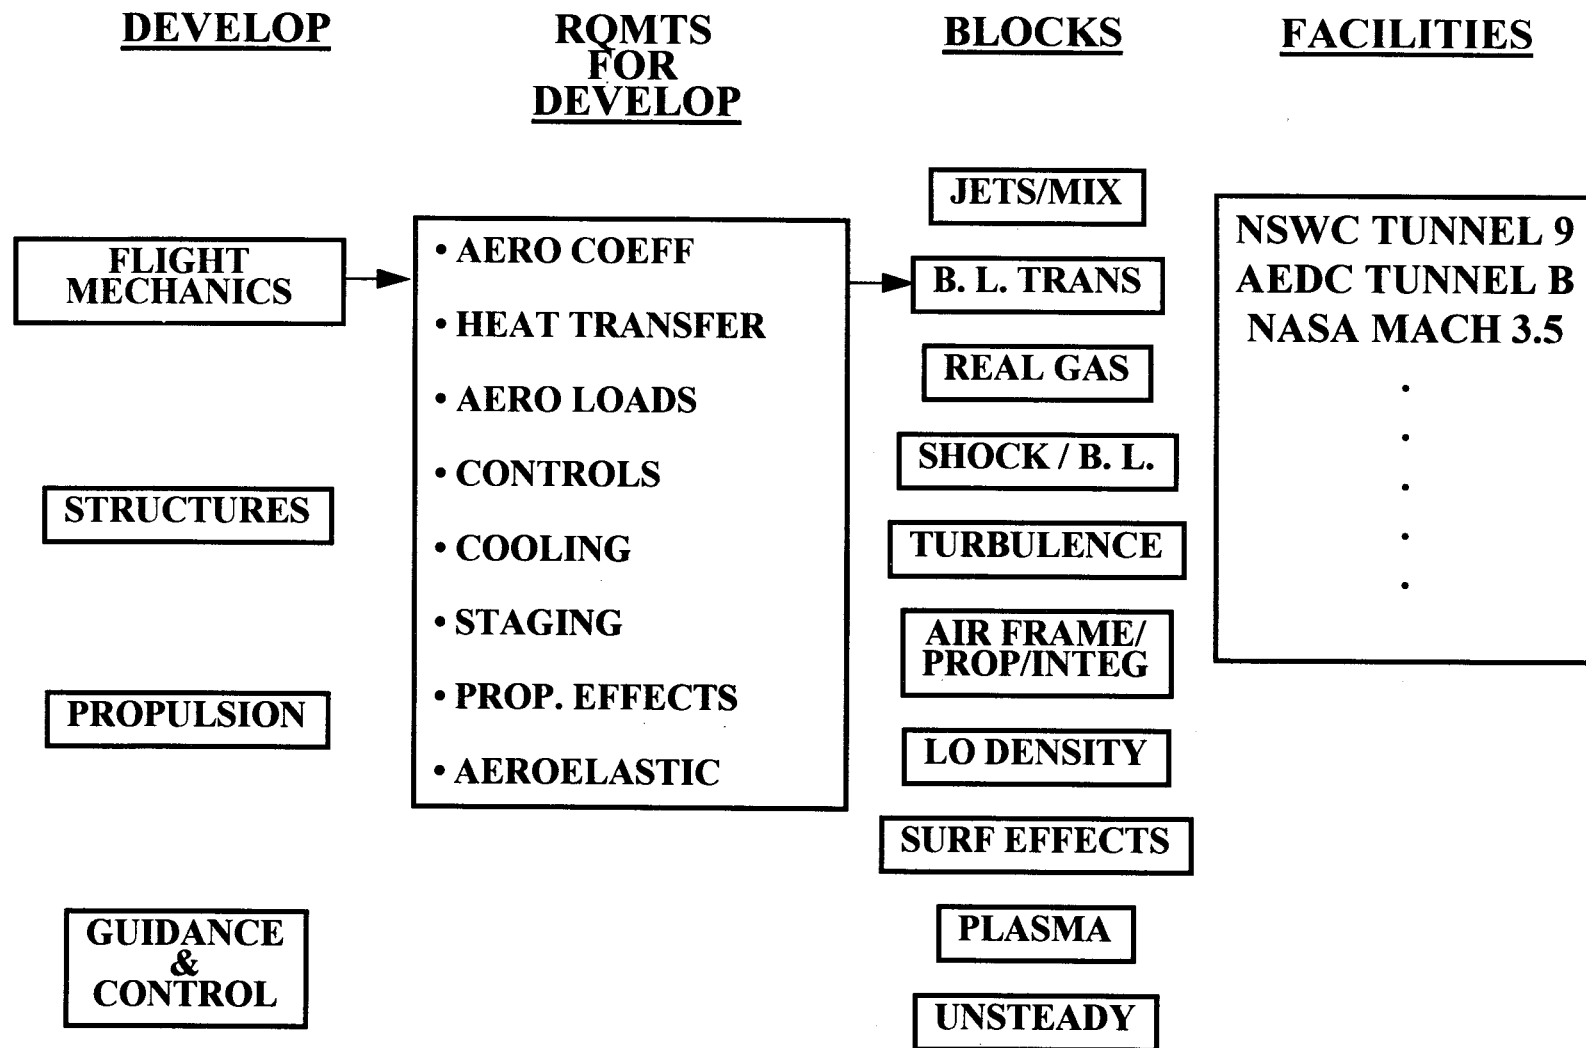 DEVELOP
RQMTS
FOR
DEVELOP
BLOCKS
FACILITIES
FLIGHT
MECHANICS
STRUCTURES
PROPULSION
GUIDANCE
&
CONTROL
• AERO COEFF
• HEAT TRANSFER
• AERO LOADS
• CONTROLS
• COOLING
• STAGING
• PROP. EFFECTS
• AEROELASTIC
JETS/MIX
B. L. TRANS
REAL GAS
SHOCK / B. L.
TURBULENCE
AIR FRAME/
PROP/INTEG
LO DENSITY
SURF EFFECTS
PLASMA
UNSTEADY
NSWC TUNNEL 9
AEDC TUNNEL B
NASA MACH 3.5
.
.
.
.
.